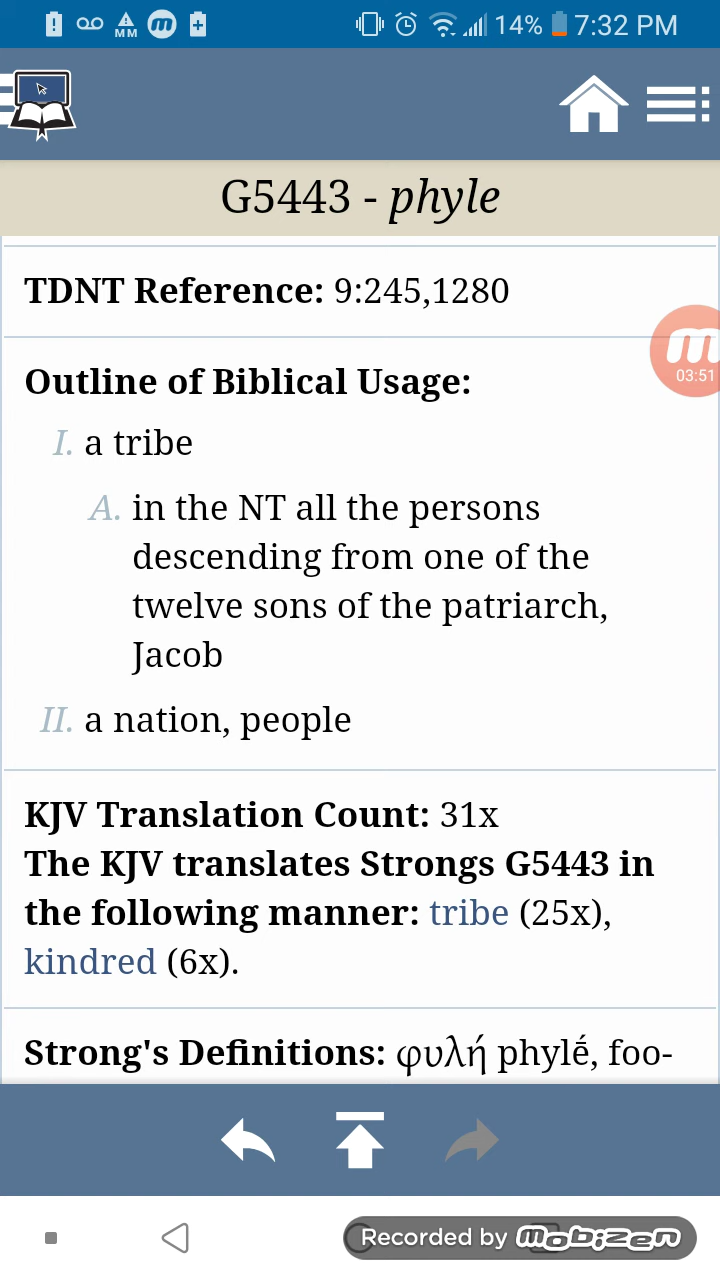 MM
14% 7:32 PM
G5443 - phyle
TDNT Reference: 9:245,1280
03:51
Outline of Biblical Usage:
I. a tribe
A. in the NT all the persons
descending from one of the
twelve sons of the patriarch,
Jacob
II. a nation, people
KJV Translation Count: 31x
The KJV translates Strongs G5443 in
the following manner: tribe (25x),
kindred (6x).
Strong's Definitions: φυλή phylḗ, foo-
Recorded by mobizen